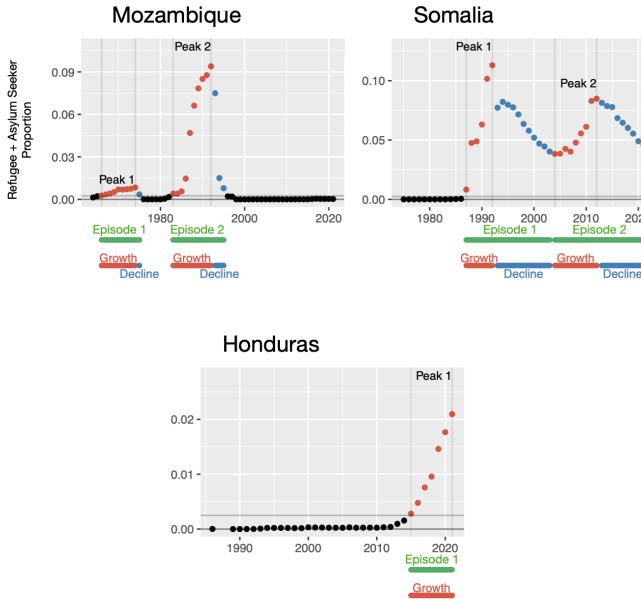 Mozambique
Somalia
Refugee + Asylum Seeker
Proportion
0.09
0.06
0.03
0.00
Peak 1
Peak 2
1980
2000
2020
Episode 1
Episode 2
Growth
Decline
Growth
Decline
0.10
0.05
0.00
Peak 1
Peak 2
1980
1990
2000
2010
2020
Episode 1
Episode 2
Growth
Decline
Growth
Decline
Honduras
0.02
0.01
0.00
Peak 1
1990
2000
2010
2020
Episode 1
Growth